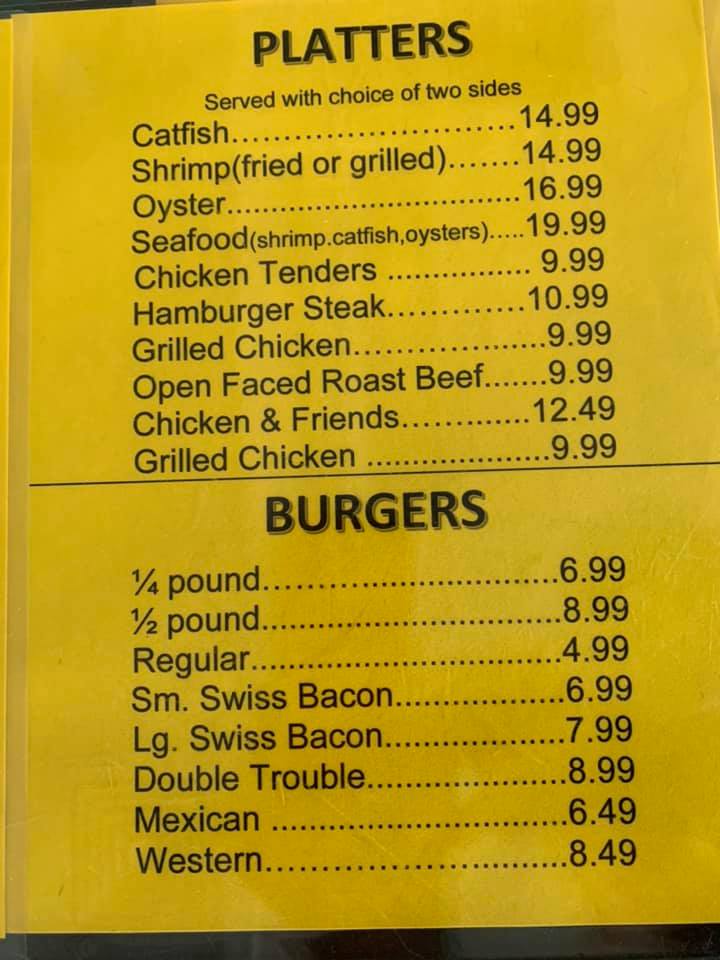 PLATTERS
Served with choice of two sides
Catfish............................14.99
Shrimp(fried or grilled).......14.99
Oyster................................16.99
Seafood(shrimp.catfish,oysters).....19.99
Chicken Tenders ............... 9.99
Hamburger Steak...............10.99
Grilled Chicken.....................9.99
Open Faced Roast Beef.......9.99
Chicken & Friends..............12.49
Grilled Chicken ....................9.99
BURGERS
¼ pound................................6.99
½ pound.................................8.99
Regular..................................4.99
Sm. Swiss Bacon..................6.99
Lg. Swiss Bacon...................7.99
Double Trouble......................8.99
Mexican ................................6.49
Western.................................8.49